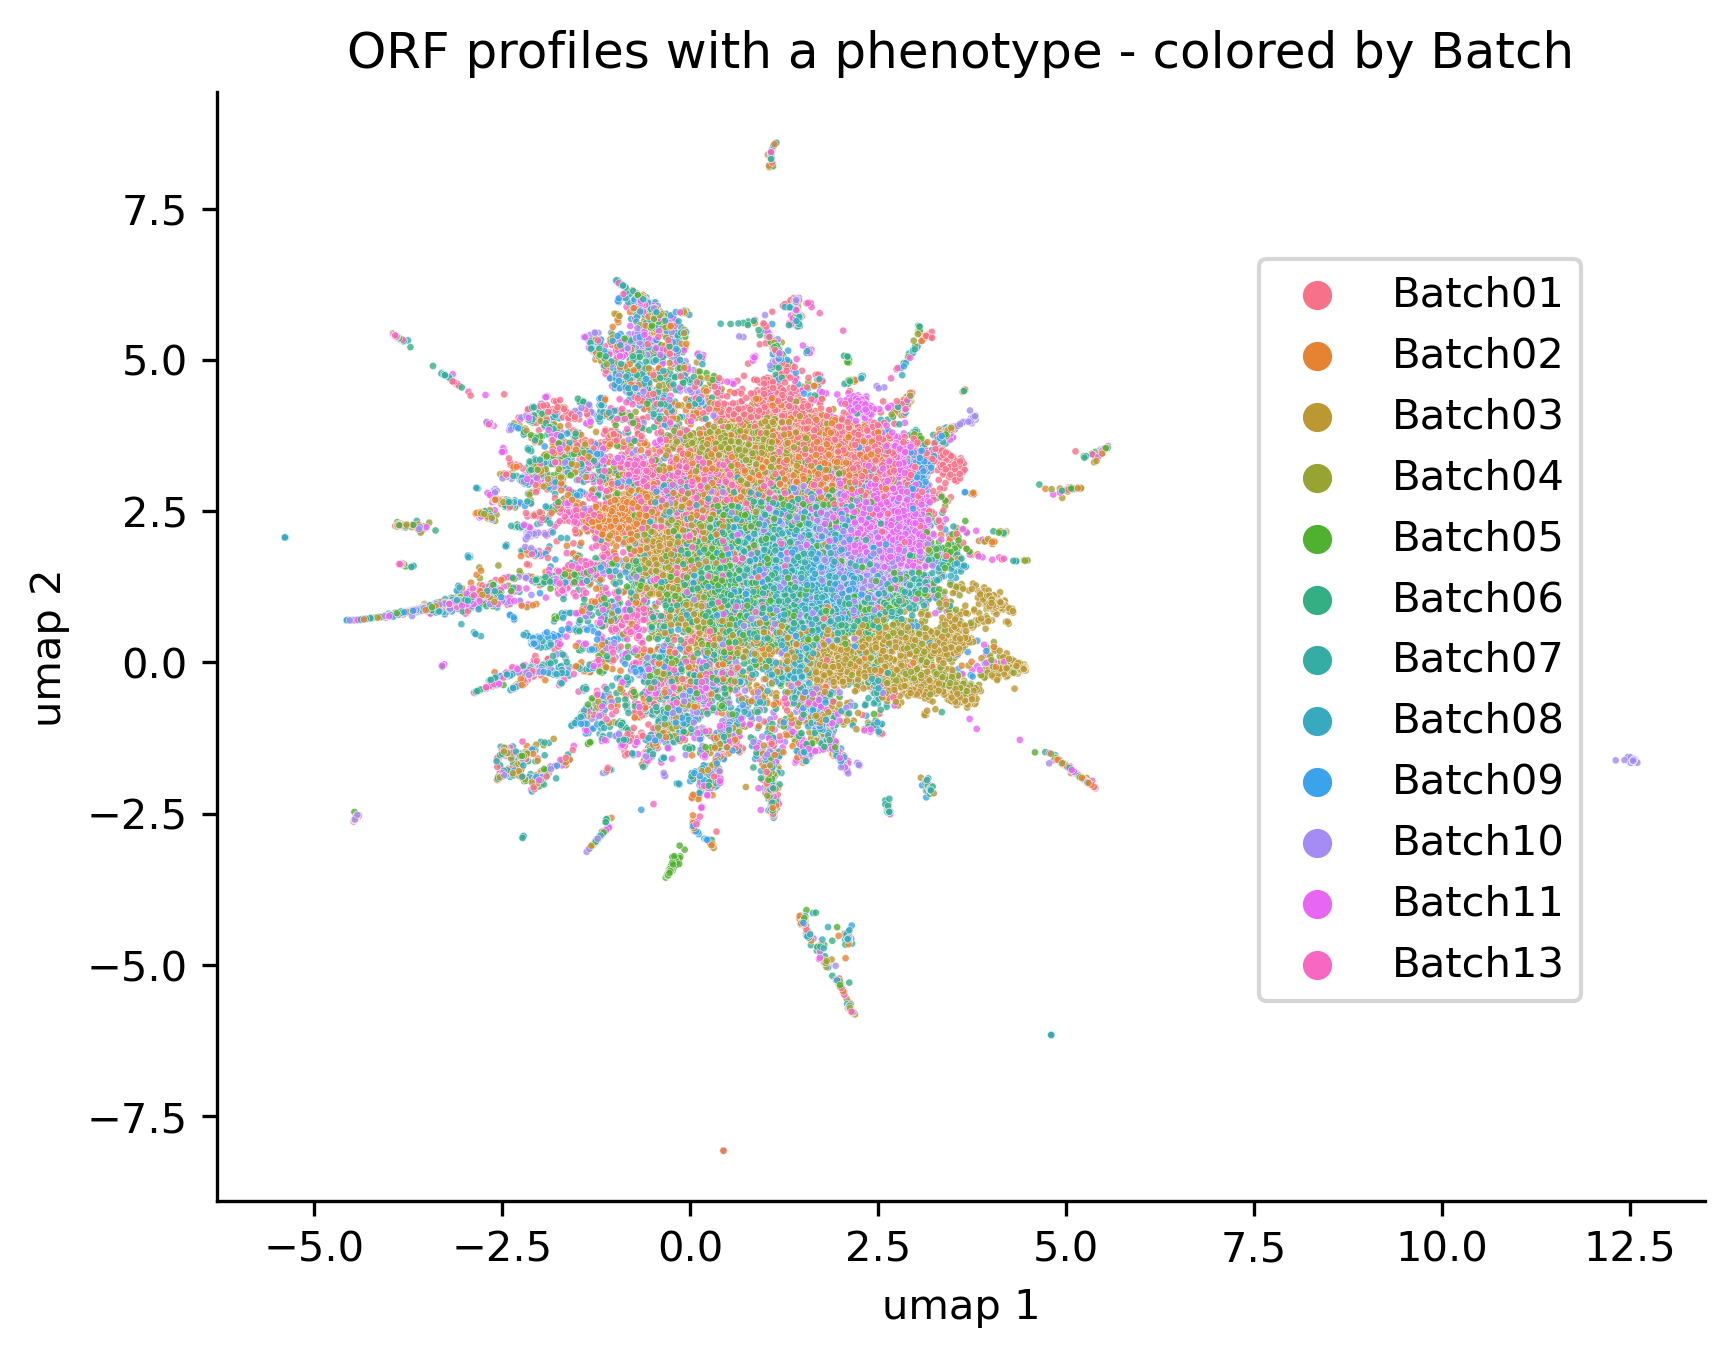 ORF profiles with a phenotype - colored by Batch
umap 2
7.5
5.0
2.5
0.0
−2.5
−5.0
−7.5
Batch01
Batch02
Batch03
Batch04
Batch05
Batch06
Batch07
Batch08
Batch09
Batch10
Batch11
Batch13
−5.0 −2.5 0.0 2.5 5.0 7.5 10.0 12.5
umap 1